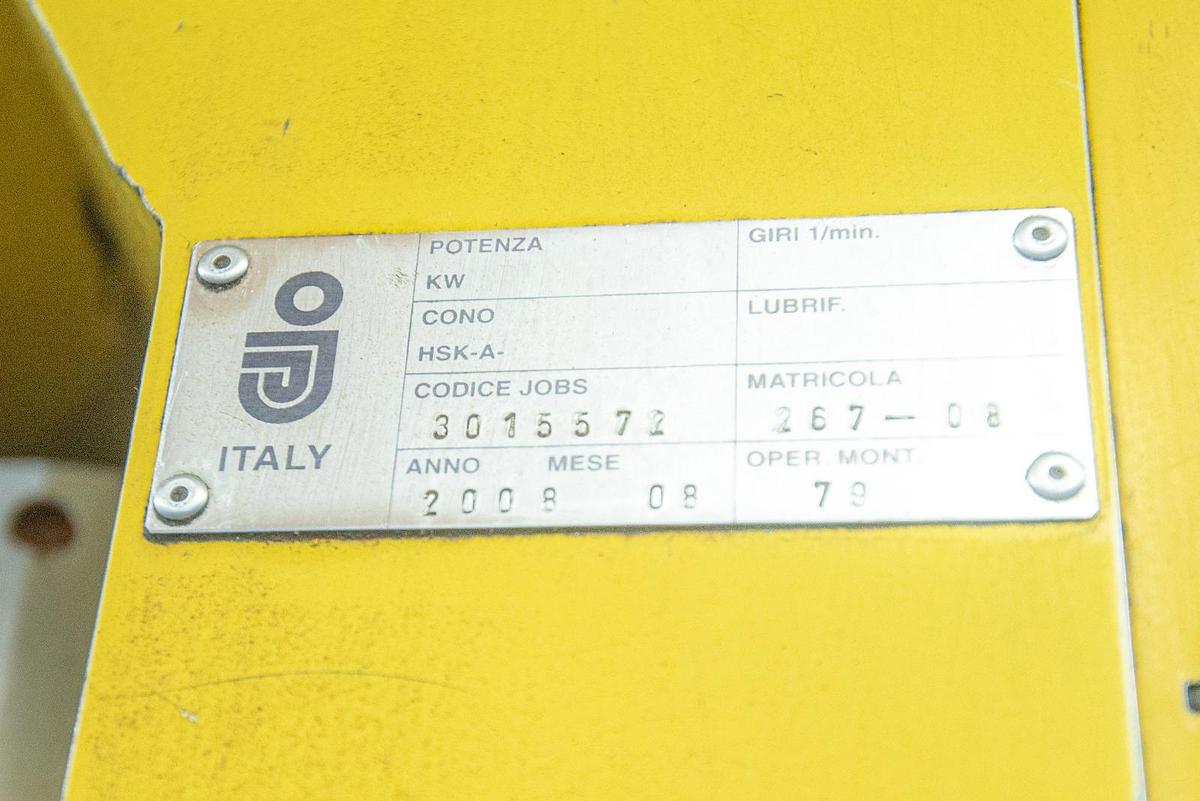 POTENZA
KW
GIRI 1/min.
CONO
HSK-A-
LUBRIF.
CODICE JOBS
3015572
MATRICOLA
267-08
ANNO MESE
2008 08
OPER. MONT.
79
ITALY